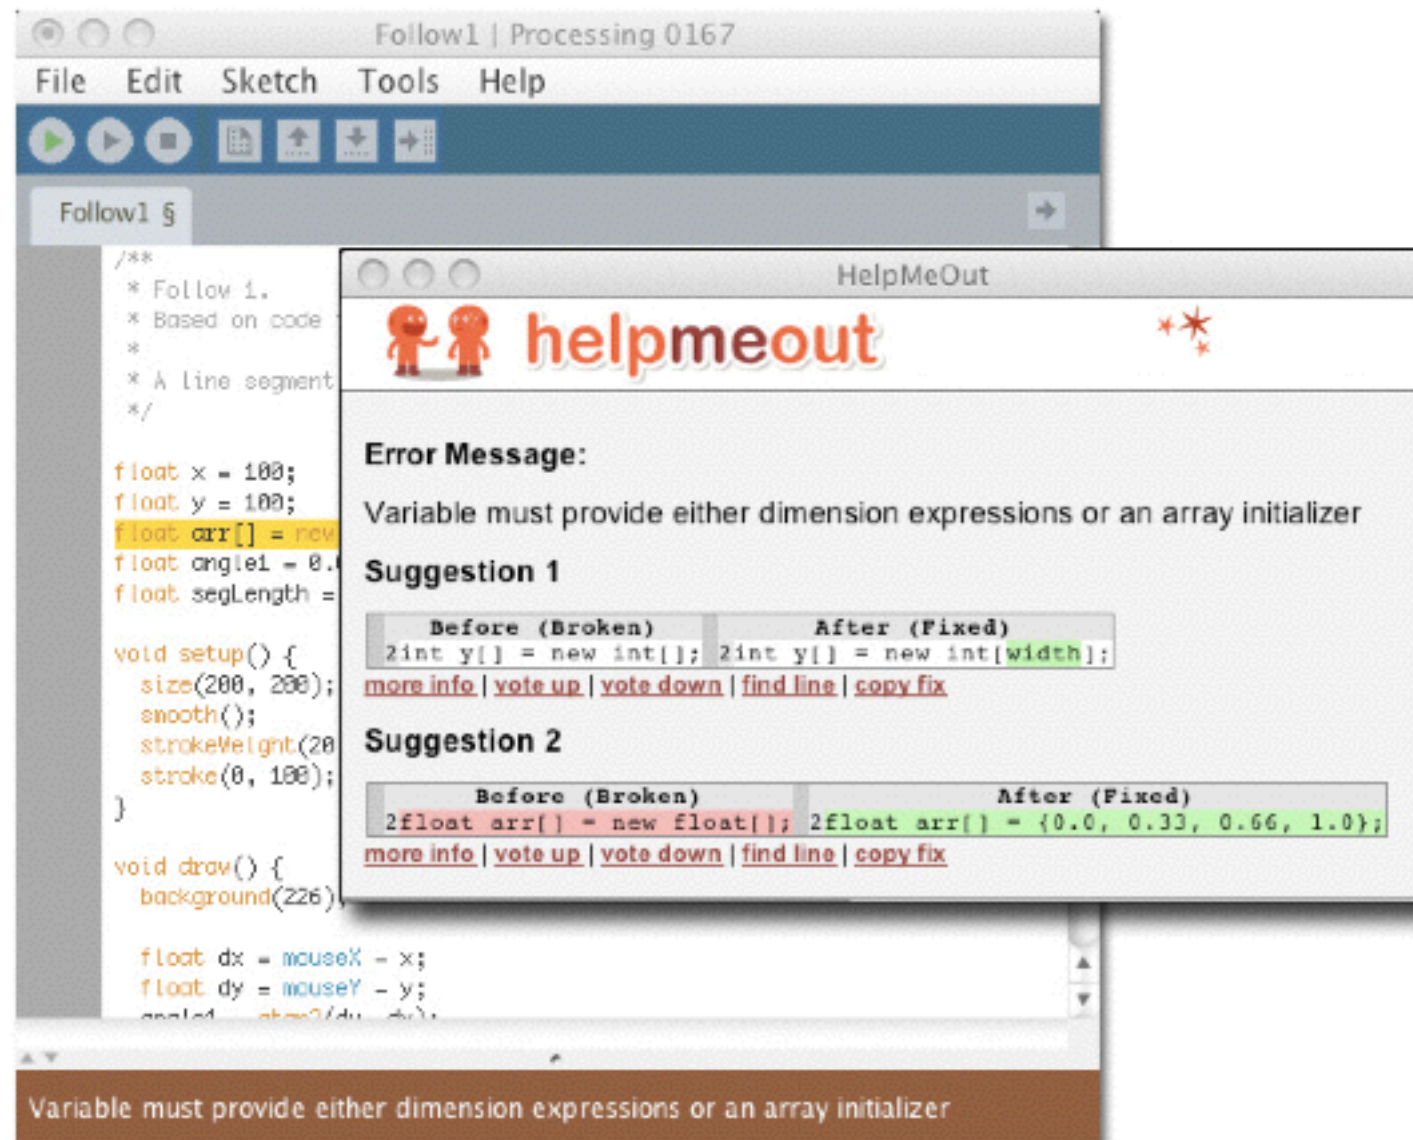 Follow1 | Processing 0167
File Edit Sketch Tools Help
Follow1 §
/**
* Follow 1.
* Based on code
*
* A line segment
*/
float x = 100;
float y = 100;
float arr[] = new
float angle1 = 0.
float segLength =
void setup() {
size(200, 200);
smooth();
strokeWeight(20
stroke(0, 100);
}
void draw() {
background(226)
float dx = mouseX - x;
float dy = mouseY - y;
Variable must provide either dimension expressions or an array initializer
HelpMeOut
helpmeout
Error Message:
Variable must provide either dimension expressions or an array initializer
Suggestion 1
Before (Broken) After (Fixed)
2int y[] = new int[]; 2int y[] = new int[width];
more info | vote up | vote down | find line | copy fix
Suggestion 2
Before (Broken) After (Fixed)
2float arr[] = new float[]; 2float arr[] = {0.0, 0.33, 0.66, 1.0};
more info | vote up | vote down | find line | copy fix